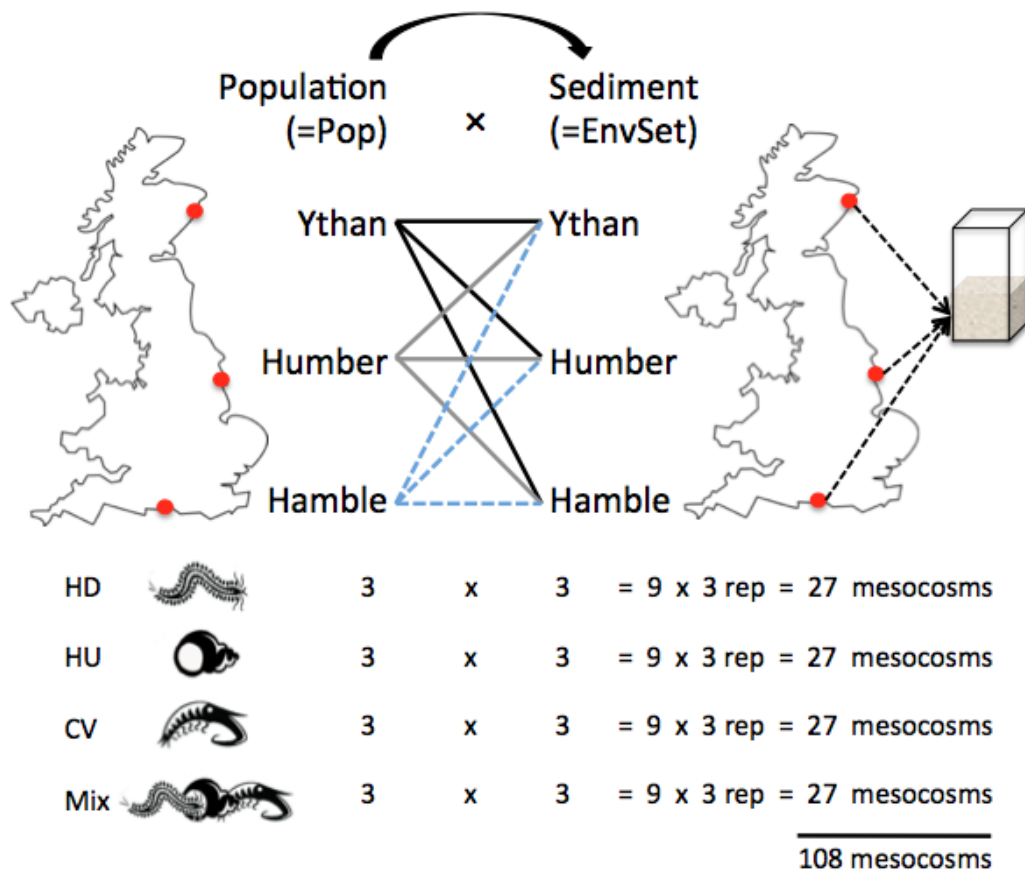 Population Sediment
(=Pop) × (=EnvSet)
Ythan Ythan
Humber Humber
Hamble Hamble
HD 3 x 3 = 9 x 3 rep = 27 mesocosms
HU 3 x 3 = 9 x 3 rep = 27 mesocosms
CV 3 x 3 = 9 x 3 rep = 27 mesocosms
Mix 3 x 3 = 9 x 3 rep = 27 mesocosms
108 mesocosms